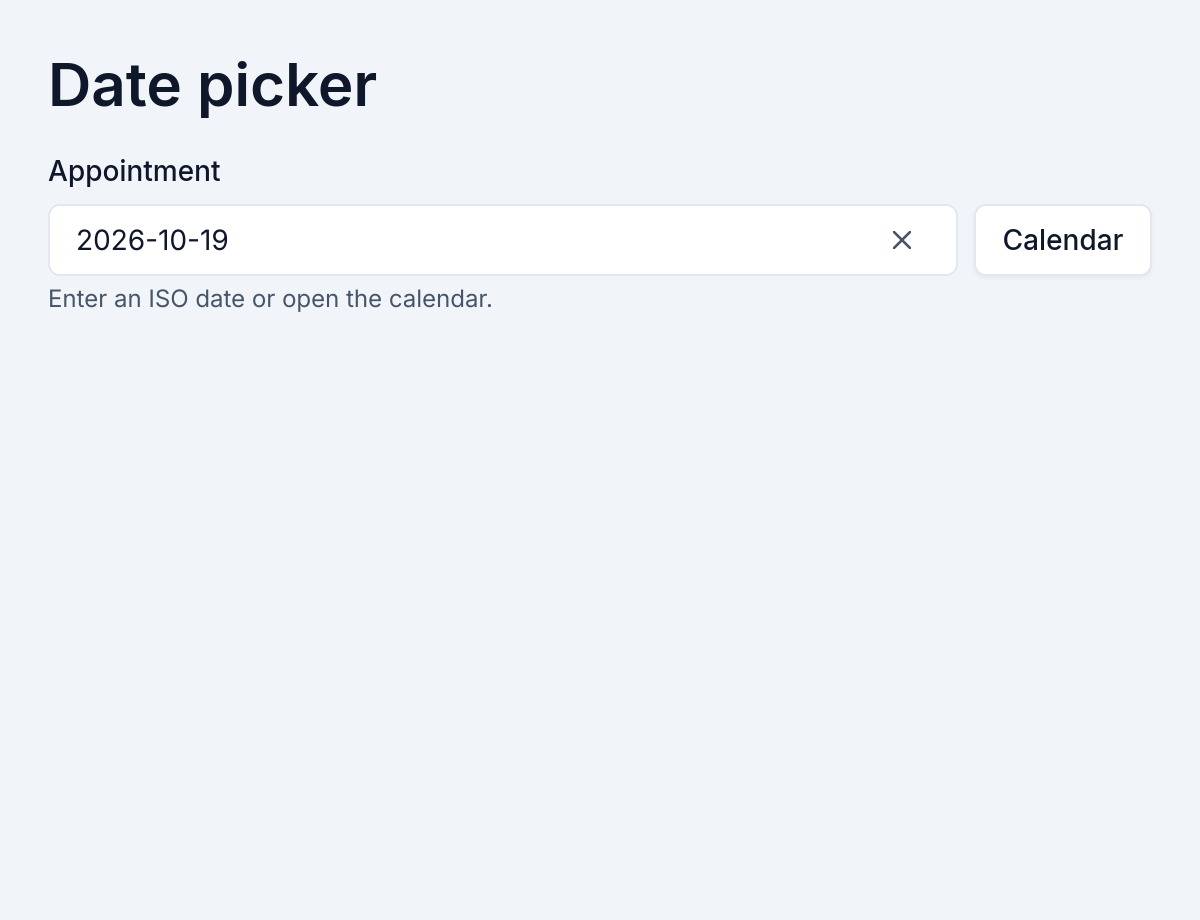 Date picker
Appointment
2026-10-19
Calendar
Enter an ISO date or open the calendar.